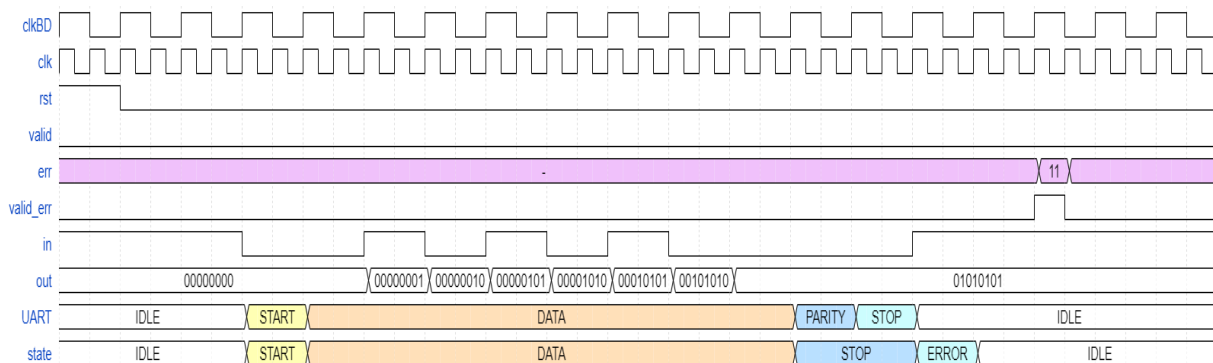 clkBD
clk
rst
valid
err - 11
valid_err
in
out 00000000 00000001 00000010 00000101 00001010 00010101 00101010 01010101
UART IDLE START DATA PARITY STOP IDLE
state IDLE START DATA STOP ERROR IDLE